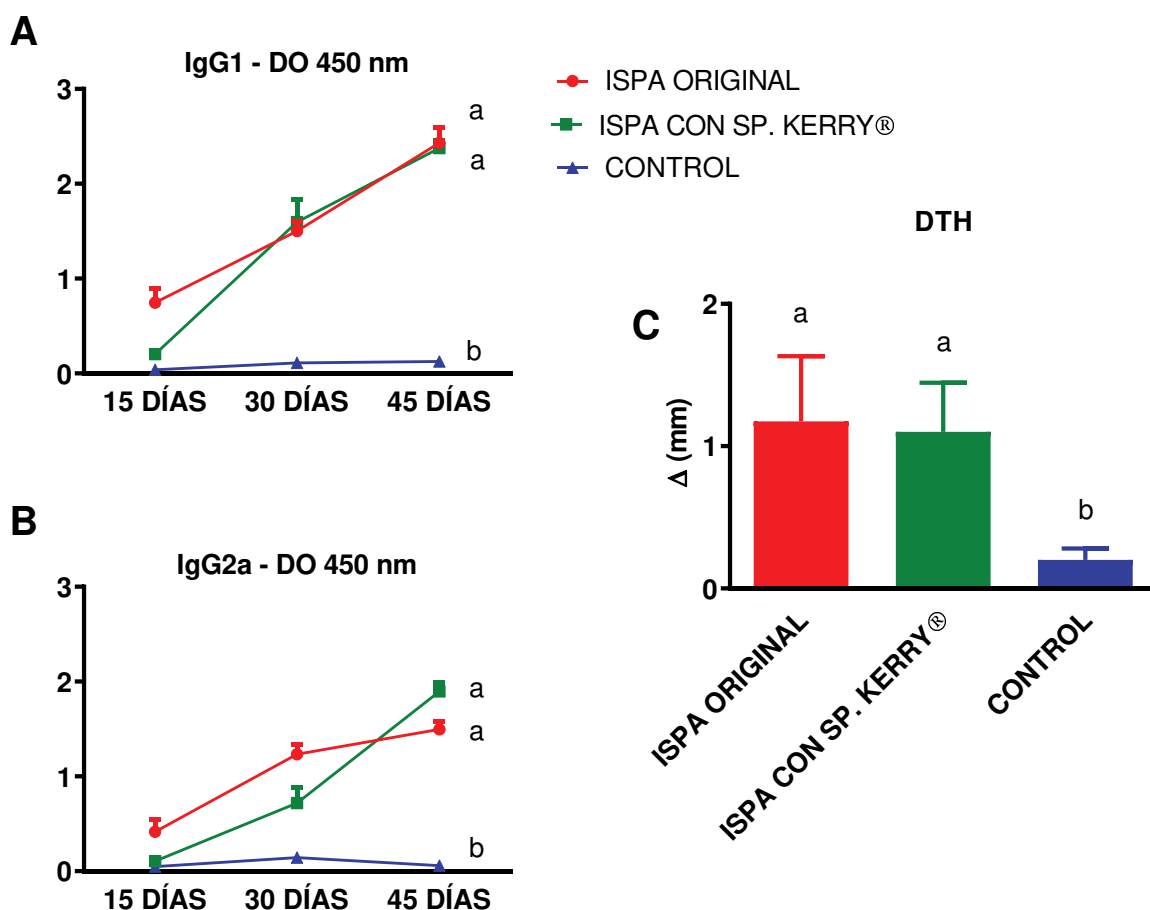 A
IgG1 - DO 450 nm
3
2
1
0
a
a
b
15 DÍAS 30 DÍAS 45 DÍAS
ISPA ORIGINAL
ISPA CON SP. KERRY®
CONTROL
B
IgG2a - DO 450 nm
3
2
1
0
a
a
b
15 DÍAS 30 DÍAS 45 DÍAS
C
DTH
Δ (mm)
2
1
0
a
a
b
ISPA ORIGINAL
ISPA CON SP. KERRY®
CONTROL